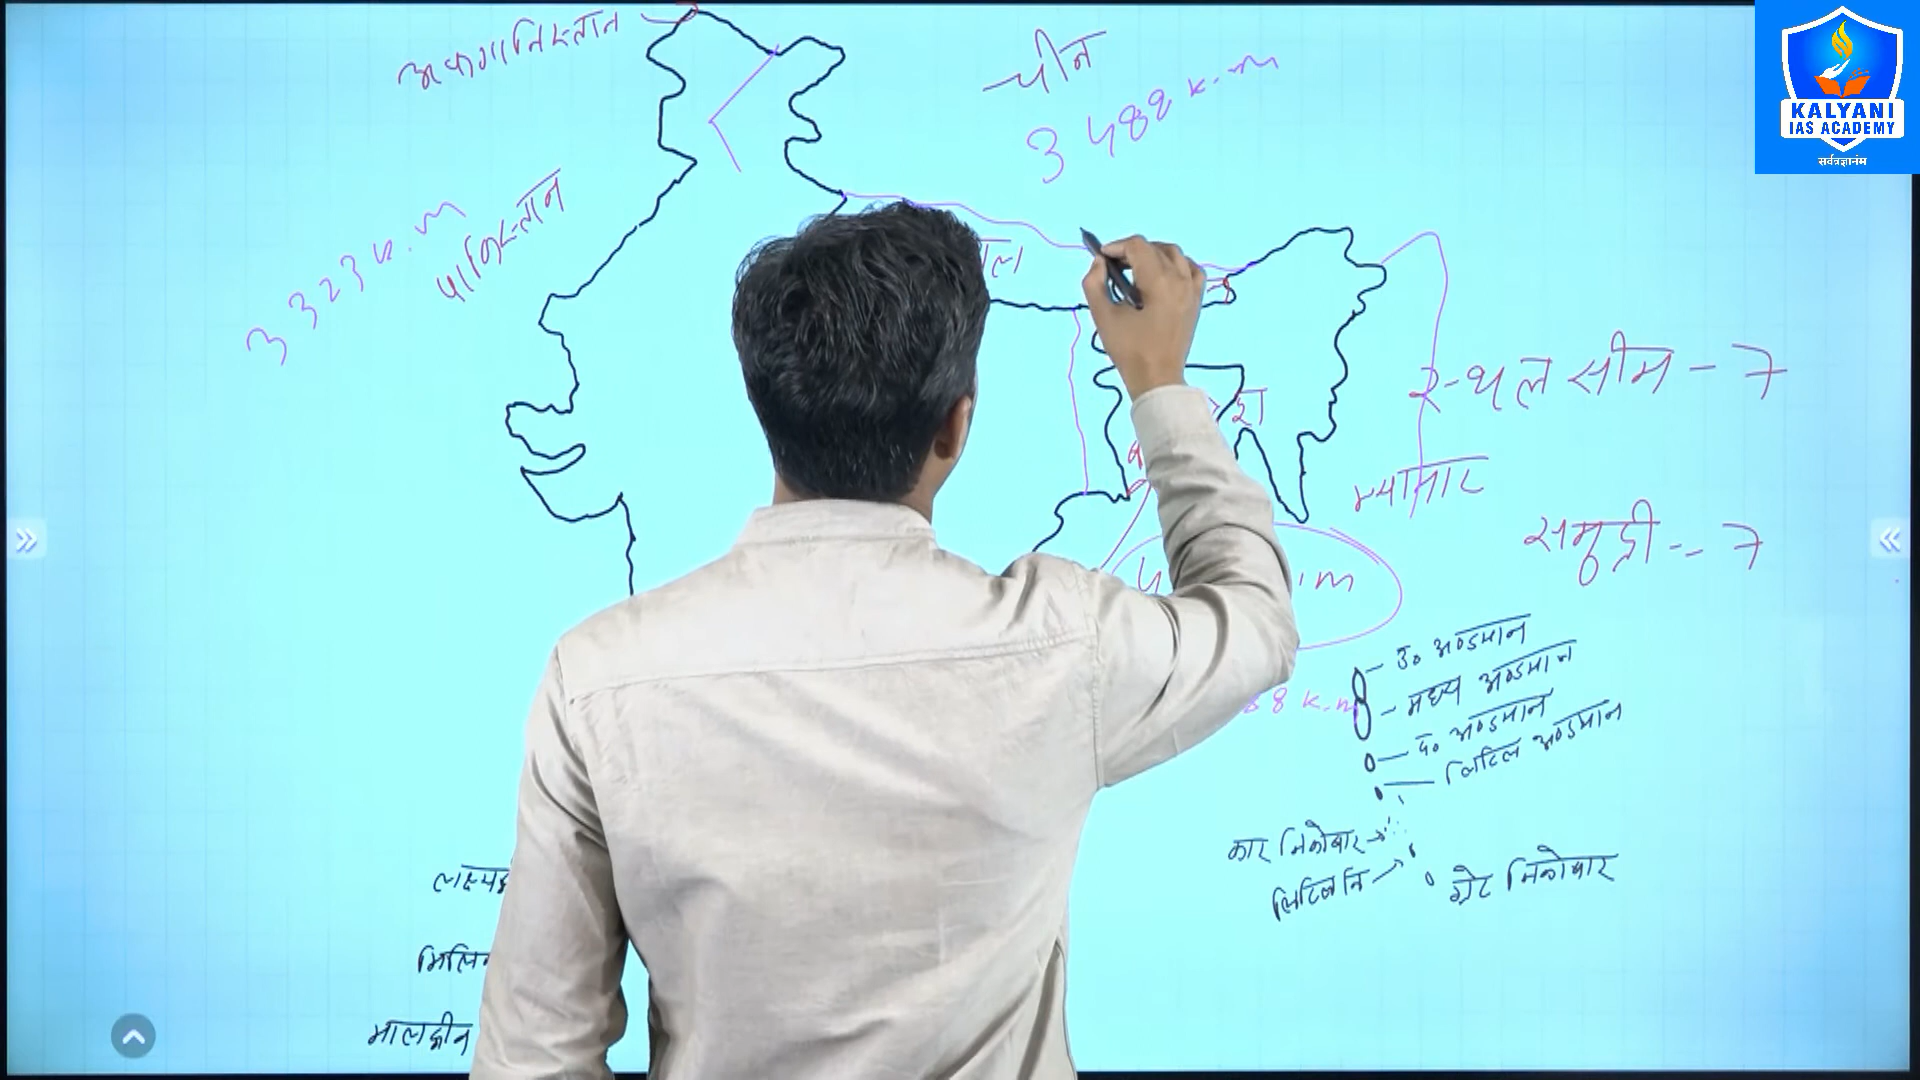 अफगानिस्तान
चीन
3488 k.m
3323 k.m
पाकिस्तान
ाल
स्थल सीमा - 7
म्यांमार
समुद्री -- 7
उ० अण्डमान
मध्य अण्डमान
88 k.m
द० अण्डमान
लिटिल अण्डमान
कार निकोबार
लिटिल नि
ग्रेट निकोबार
मालद्वीव
KALYANI
IAS ACADEMY
सर्वत्रज्ञानंम